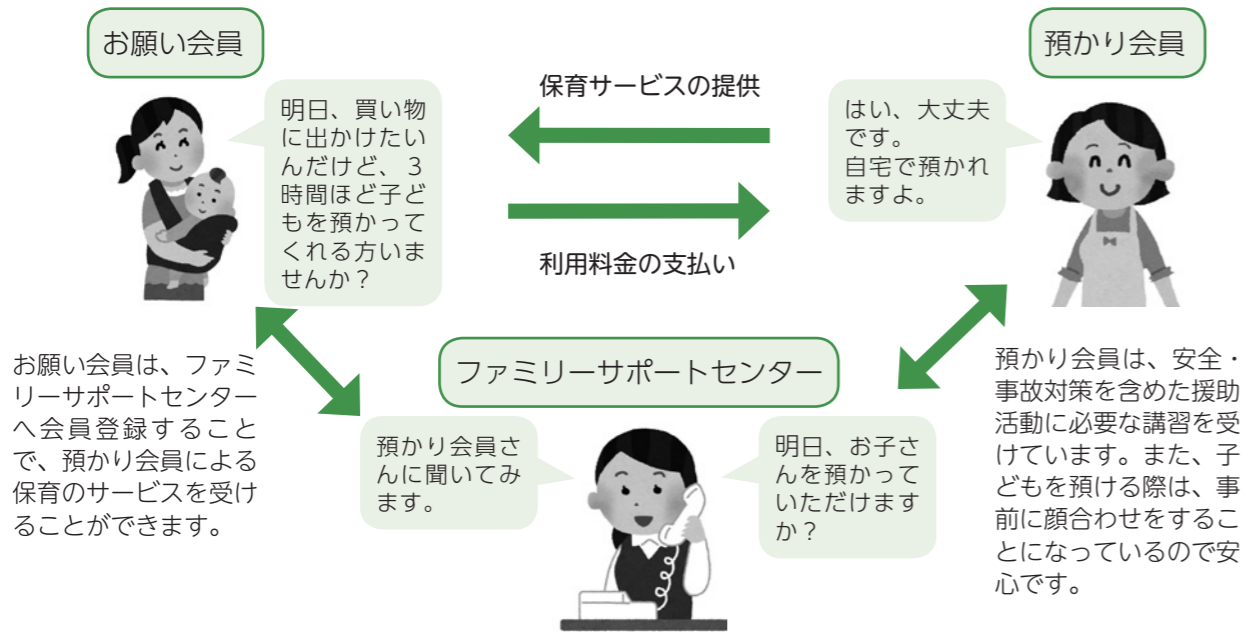 お願い会員
預かり会員
明日、買い物
に出かけたい
んだけど、３
時間ほど子ど
もを預かって
くれる方いま
せんか？
保育サービスの提供
利用料金の支払い
はい、大丈夫
です。
自宅で預かれ
ますよ。
お願い会員は、ファミ
リーサポートセンター
へ会員登録すること
で、預かり会員による
保育のサービスを受け
ることができます。
ファミリーサポートセンター
預かり会員さ
んに聞いてみ
ます。
明日、お子さ
んを預かって
いただけます
か？
預かり会員は、安全・
事故対策を含めた援助
活動に必要な講習を受
けています。また、子
どもを預ける際は、事
前に顔合わせをするこ
とになっているので安
心です。